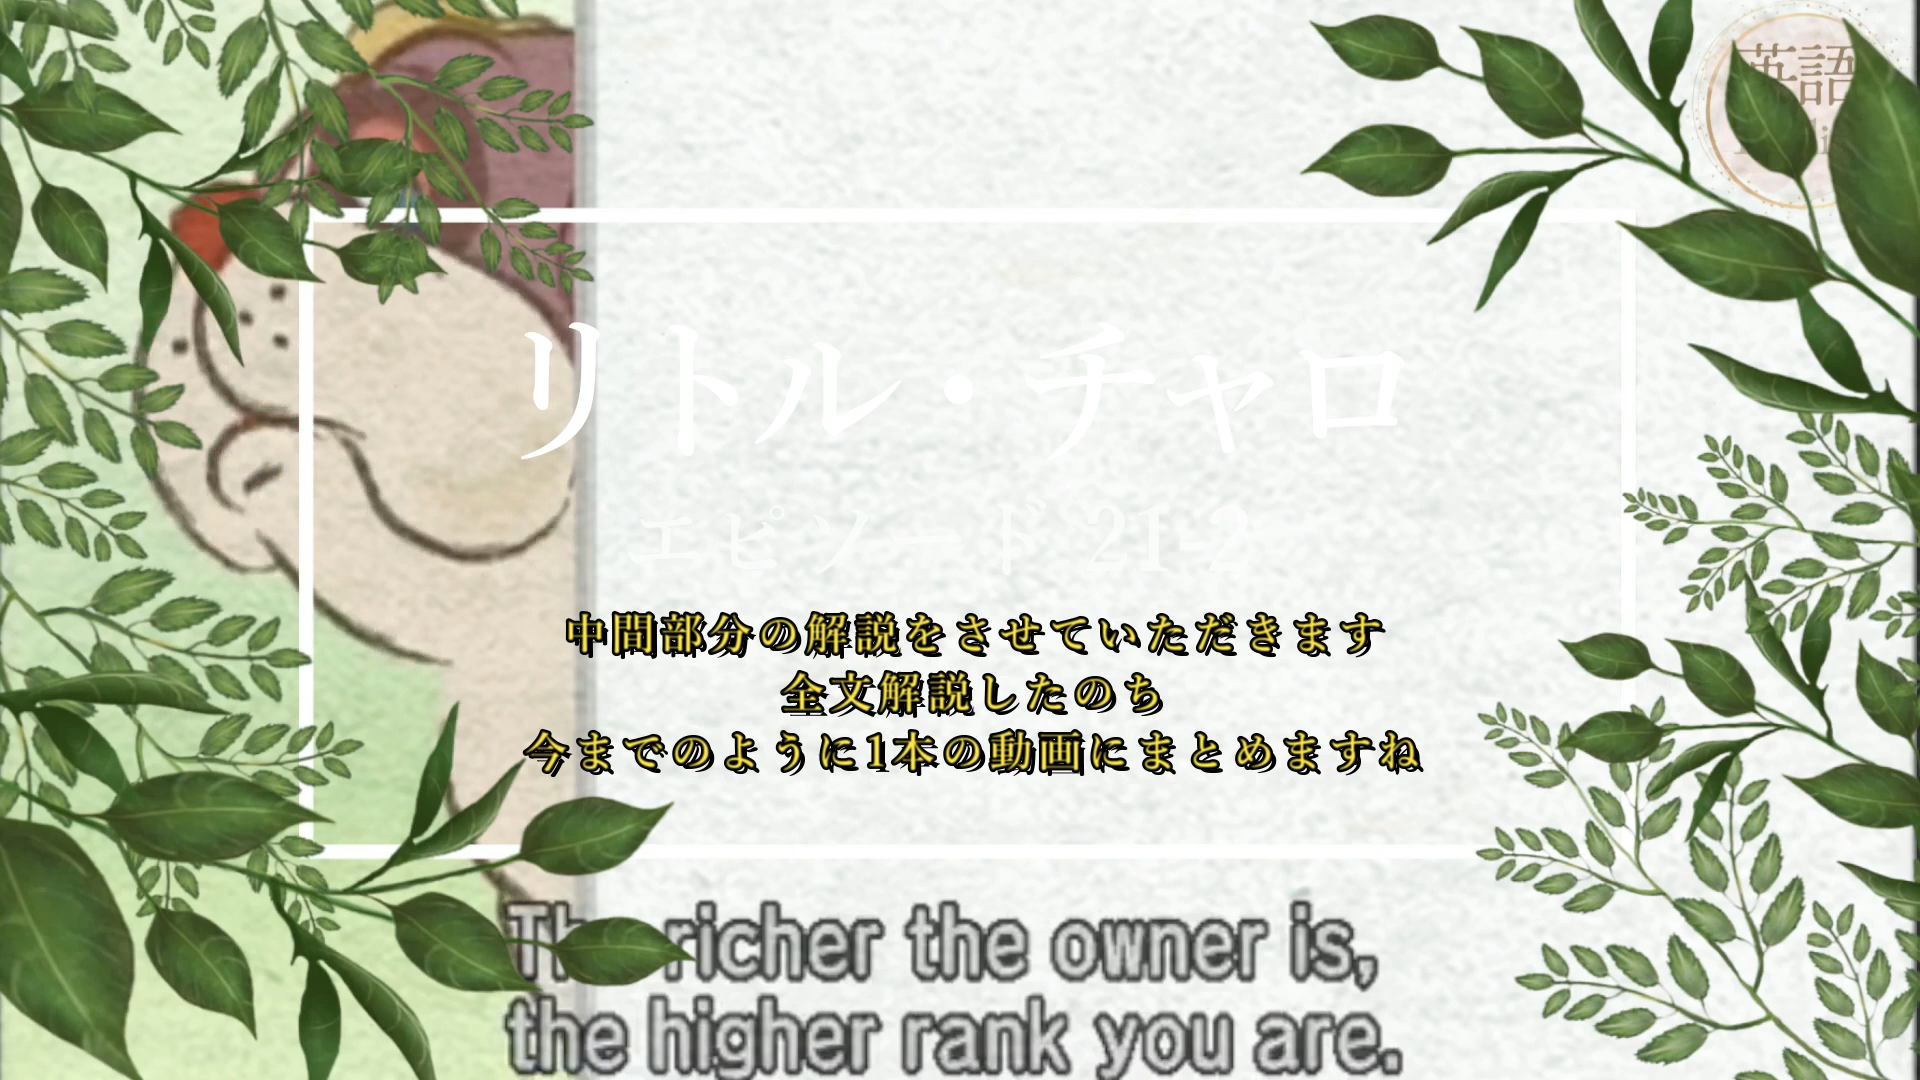 英語
リトル・チャロ
エピソード 21-2
中間部分の解説をさせていただきます
全文解説したのち
今までのように1本の動画にまとめますね
richer the owner is,
the higher rank you are.